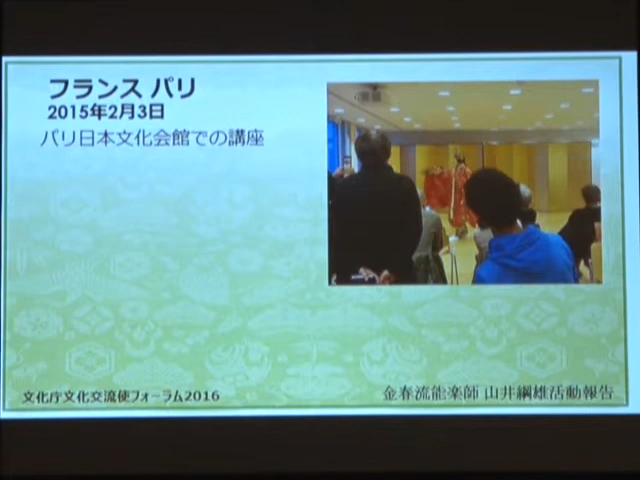 フランス パリ
2015年2月3日
パリ日本文化会館での講座
文化庁文化交流使フォーラム2016
金春流能楽師 山井綱雄活動報告